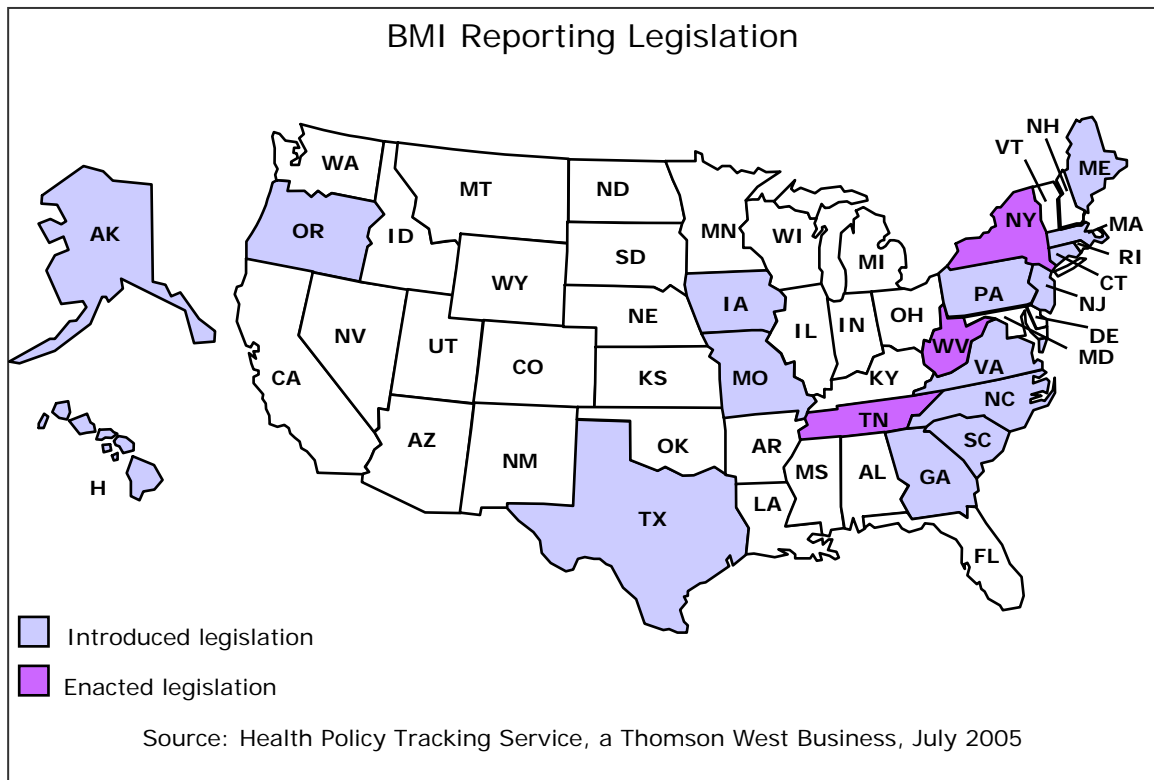 BMI Reporting Legislation
NH
VT
ME
WA
MT
ND
MN
AK
OR
ID
NY
MA
WI
SD
MI
RI
WY
CT
PA
NJ
IA
NE
OH
NV
UT
IL
IN
DE
WV
MD
CO
VA
CA
KS
MO
KY
NC
TN
AZ
OK
AR
SC
NM
MS
AL
GA
H
LA
TX
FL
Introduced legislation
Enacted legislation
Source: Health Policy Tracking Service, a Thomson West Business, July 2005